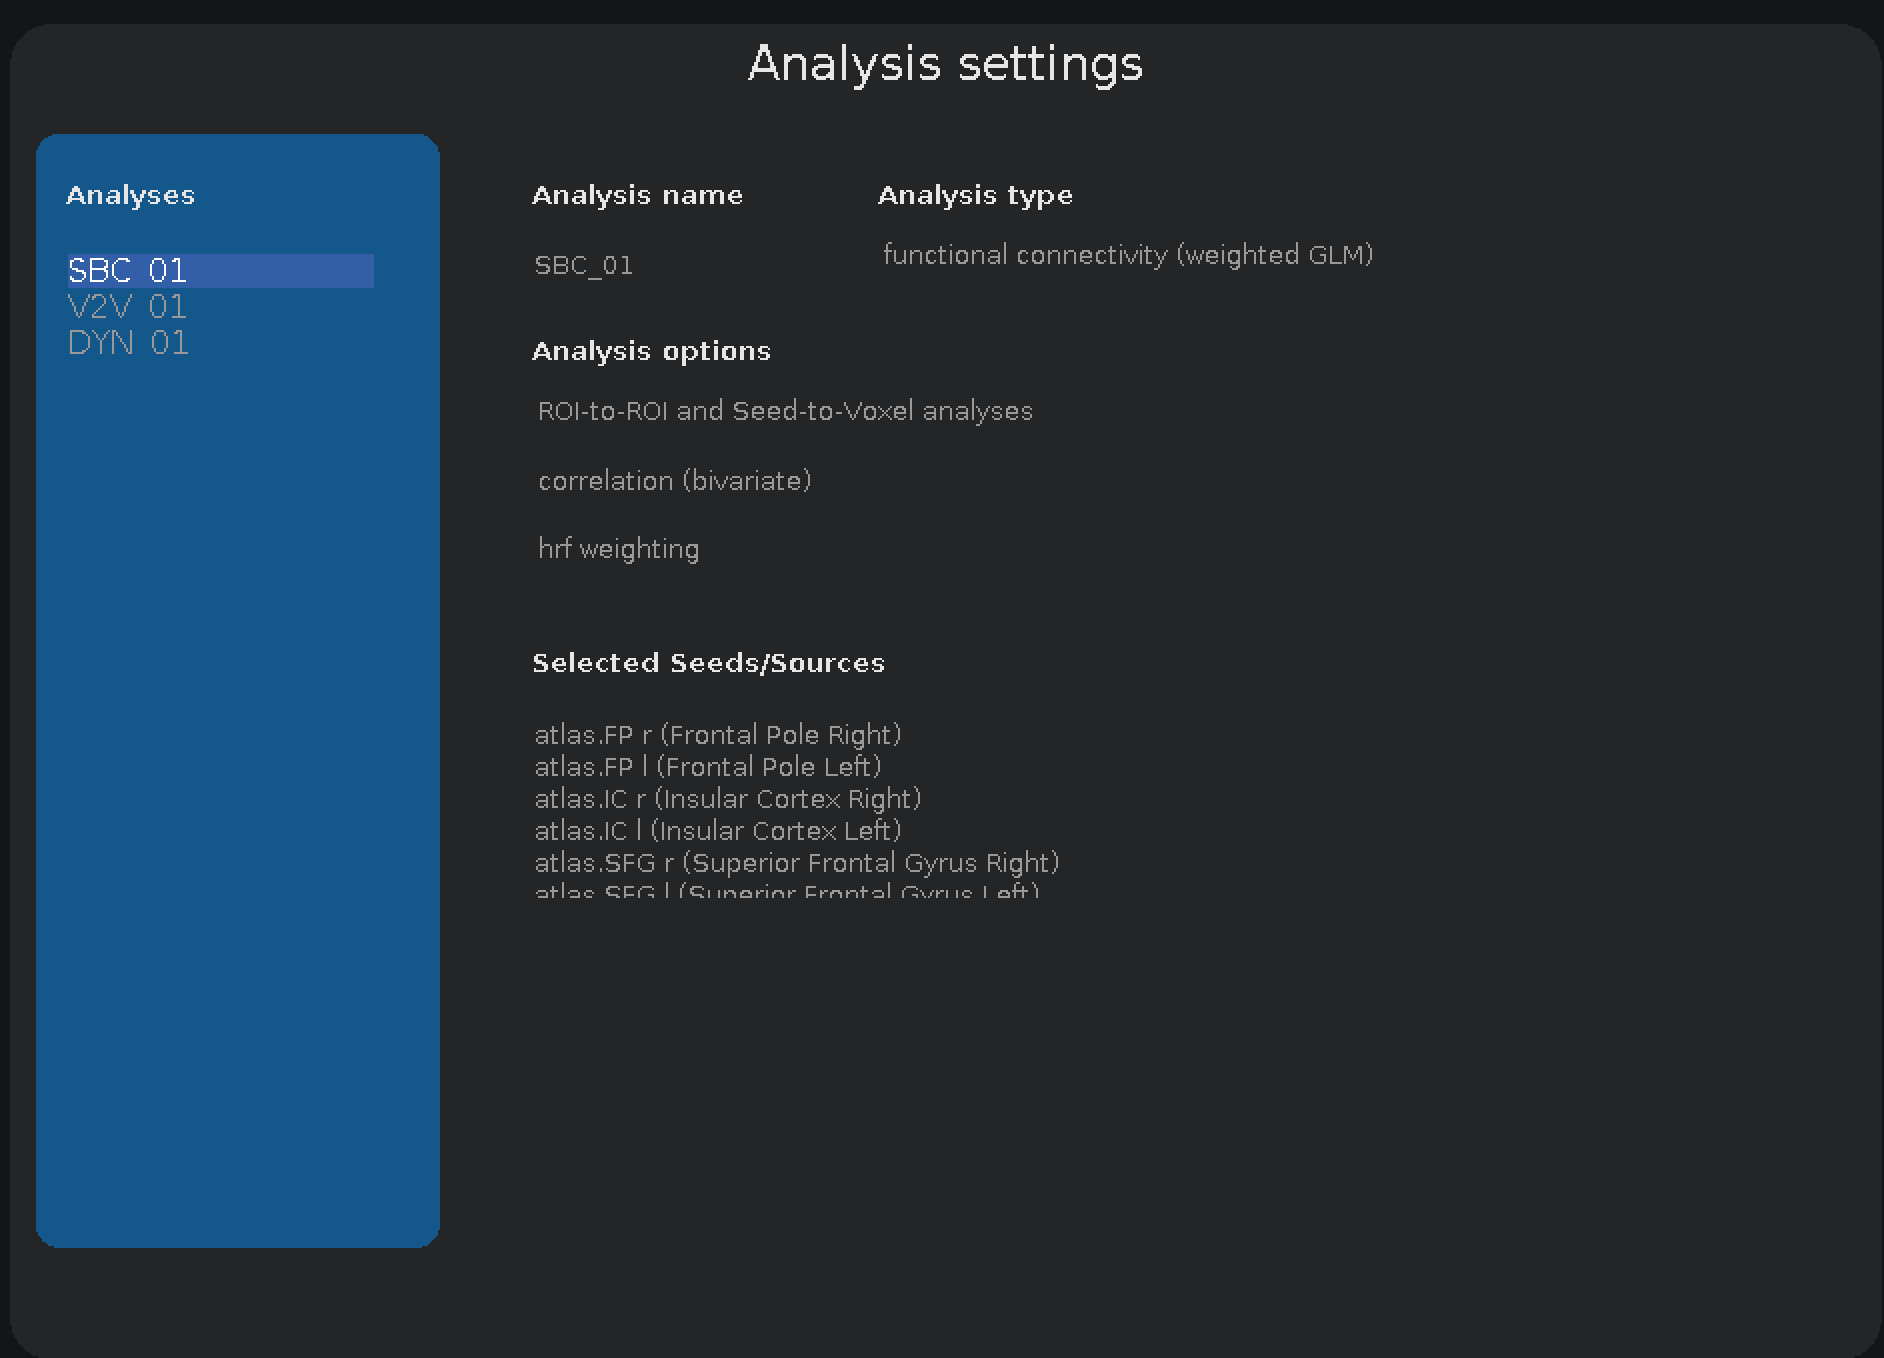 Analysis settings
Analyses
SBC_01
V2V_01
DYN_01
Analysis name
Analysis type
SBC_01
functional connectivity (weighted GLM)
Analysis options
ROI-to-ROI and Seed-to-Voxel analyses
correlation (bivariate)
hrf weighting
Selected Seeds/Sources
atlas.FP r (Frontal Pole Right)
atlas.FP l (Frontal Pole Left)
atlas.IC r (Insular Cortex Right)
atlas.IC l (Insular Cortex Left)
atlas.SFG r (Superior Frontal Gyrus Right)
atlas.SFG l (Superior Frontal Gyrus Left)